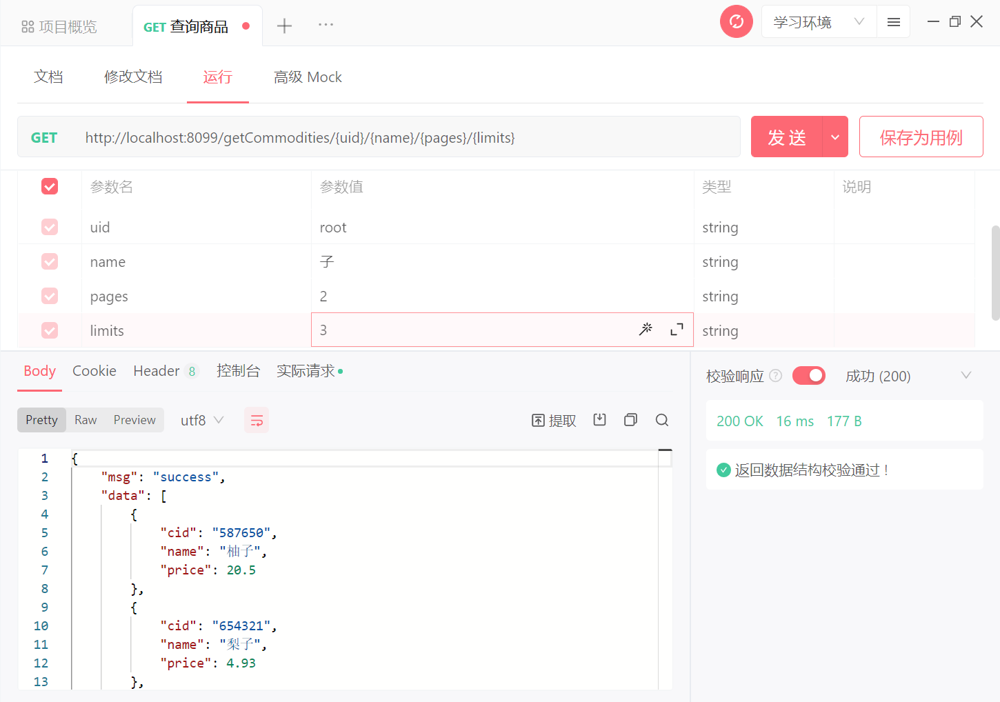 项目概览 GET 查询商品 学习环境
文档 修改文档 运行 高级 Mock
GET http://localhost:8099/getCommodities/{uid}/{name}/{pages}/{limits} 发 送 保存为用例
参数名 参数值 类型 说明
uid root string
name 子 string
pages 2 string
limits 3 string
Body Cookie Header 8 控制台 实际请求
校验响应 ? 成功 (200)
Pretty Raw Preview utf8 提取
200 OK 16 ms 177 B
返回数据结构校验通过！
1 {
2 "msg": "success",
3 "data": [
4 {
5 "cid": "587650",
6 "name": "柚子",
7 "price": 20.5
8 },
9 {
10 "cid": "654321",
11 "name": "梨子",
12 "price": 4.93
13 },